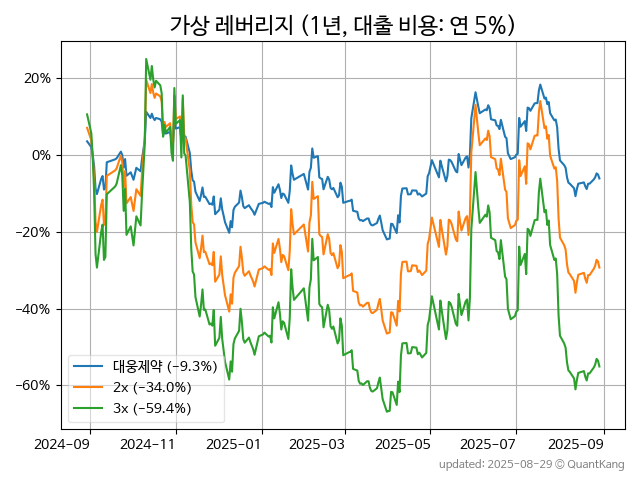 가상 레버리지 (1년, 대출 비용: 연 5%)
20%
0%
−20%
−40%
−60%
대웅제약 (−9.3%)
2x (−34.0%)
3x (−59.4%)
2024-09 2024-11 2025-01 2025-03 2025-05 2025-07 2025-09
updated: 2025-08-29 © QuantKang